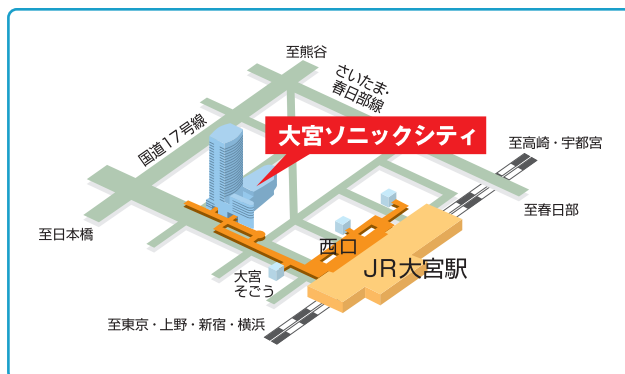 至熊谷
さいたま・
春日部線
国道17号線
大宮ソニックシティ
至高崎・宇都宮
至春日部
至日本橋
西口
JR大宮駅
大宮
そごう
至東京・上野・新宿・横浜